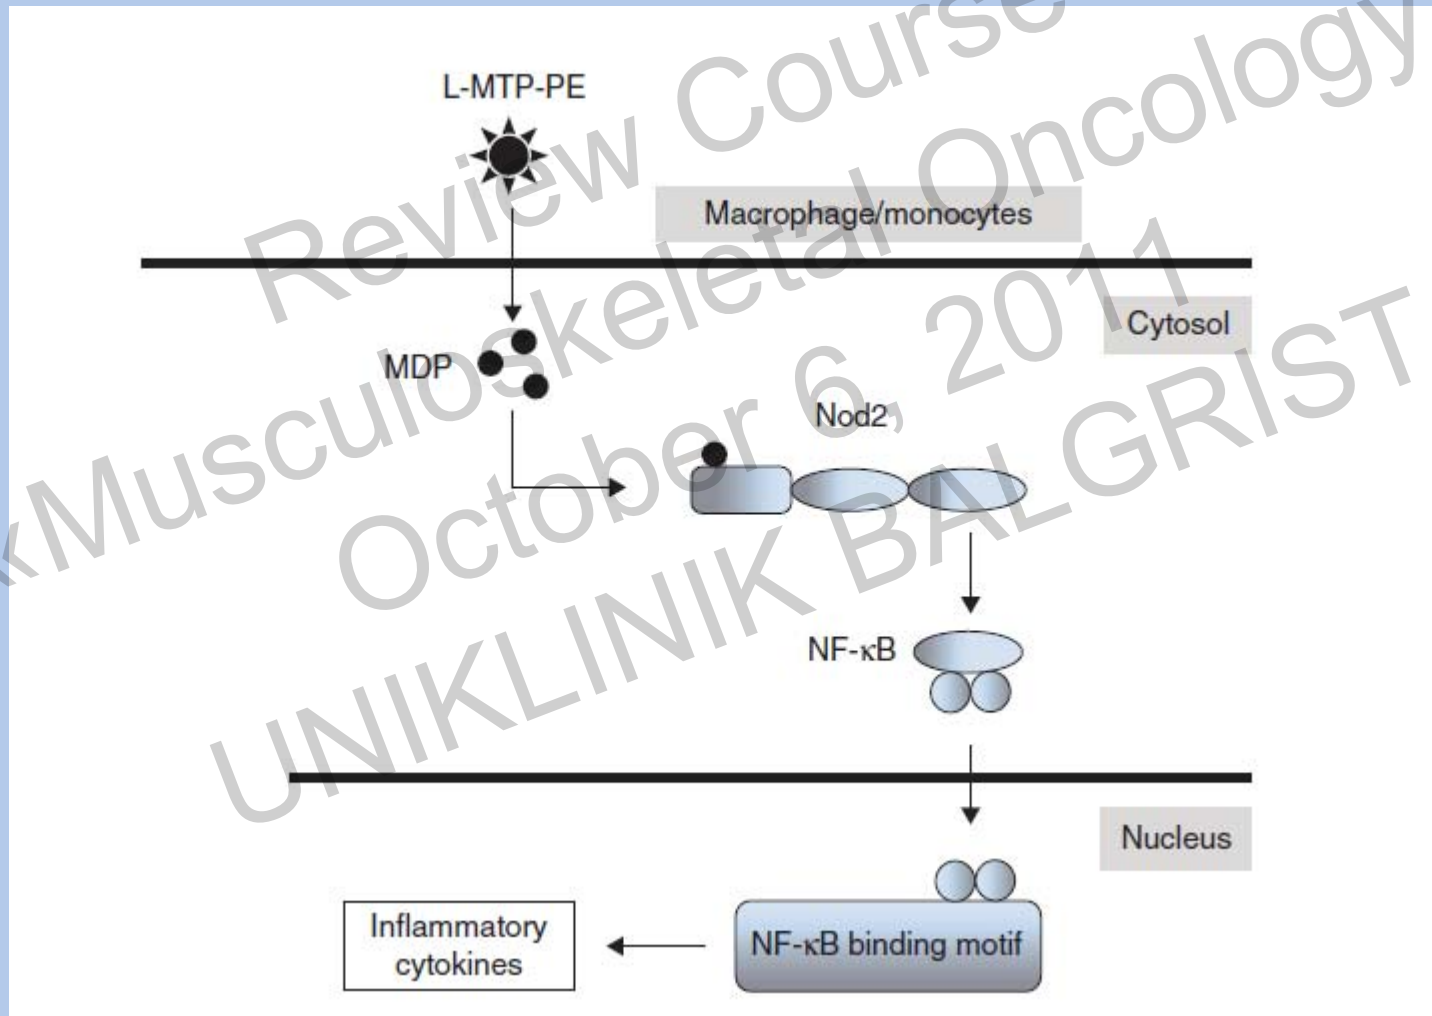 L-MTP-PE
Macrophage/monocytes
Cytosol
MDP
Nod2
NF-κB
Nucleus
NF-κB binding motif
Inflammatory
cytokines
Review Course
Musculoskeletal Oncology
October 6, 2011
UNIKLINIK BALGRIST